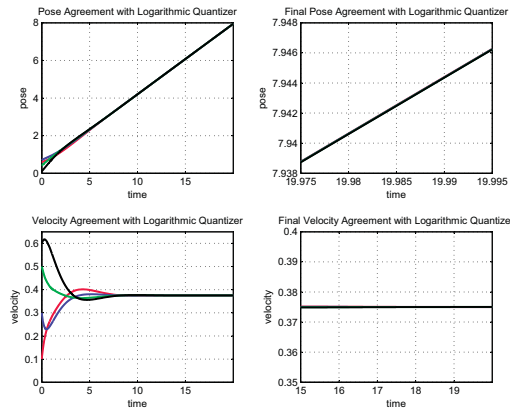 Pose Agreement with Logarithmic Quantizer
8
6
4
2
0
pose
0 5 10 15
time
Final Pose Agreement with Logarithmic Quantizer
7.948
7.946
7.944
7.942
7.94
7.938
pose
19.975 19.98 19.985 19.99 19.995
time
Velocity Agreement with Logarithmic Quantizer
0.6
0.5
0.4
0.3
0.2
0.1
0
velocity
0 5 10 15
time
Final Velocity Agreement with Logarithmic Quantize
0.4
0.39
0.38
0.37
0.36
0.35
velocity
15 16 17 18 19
time